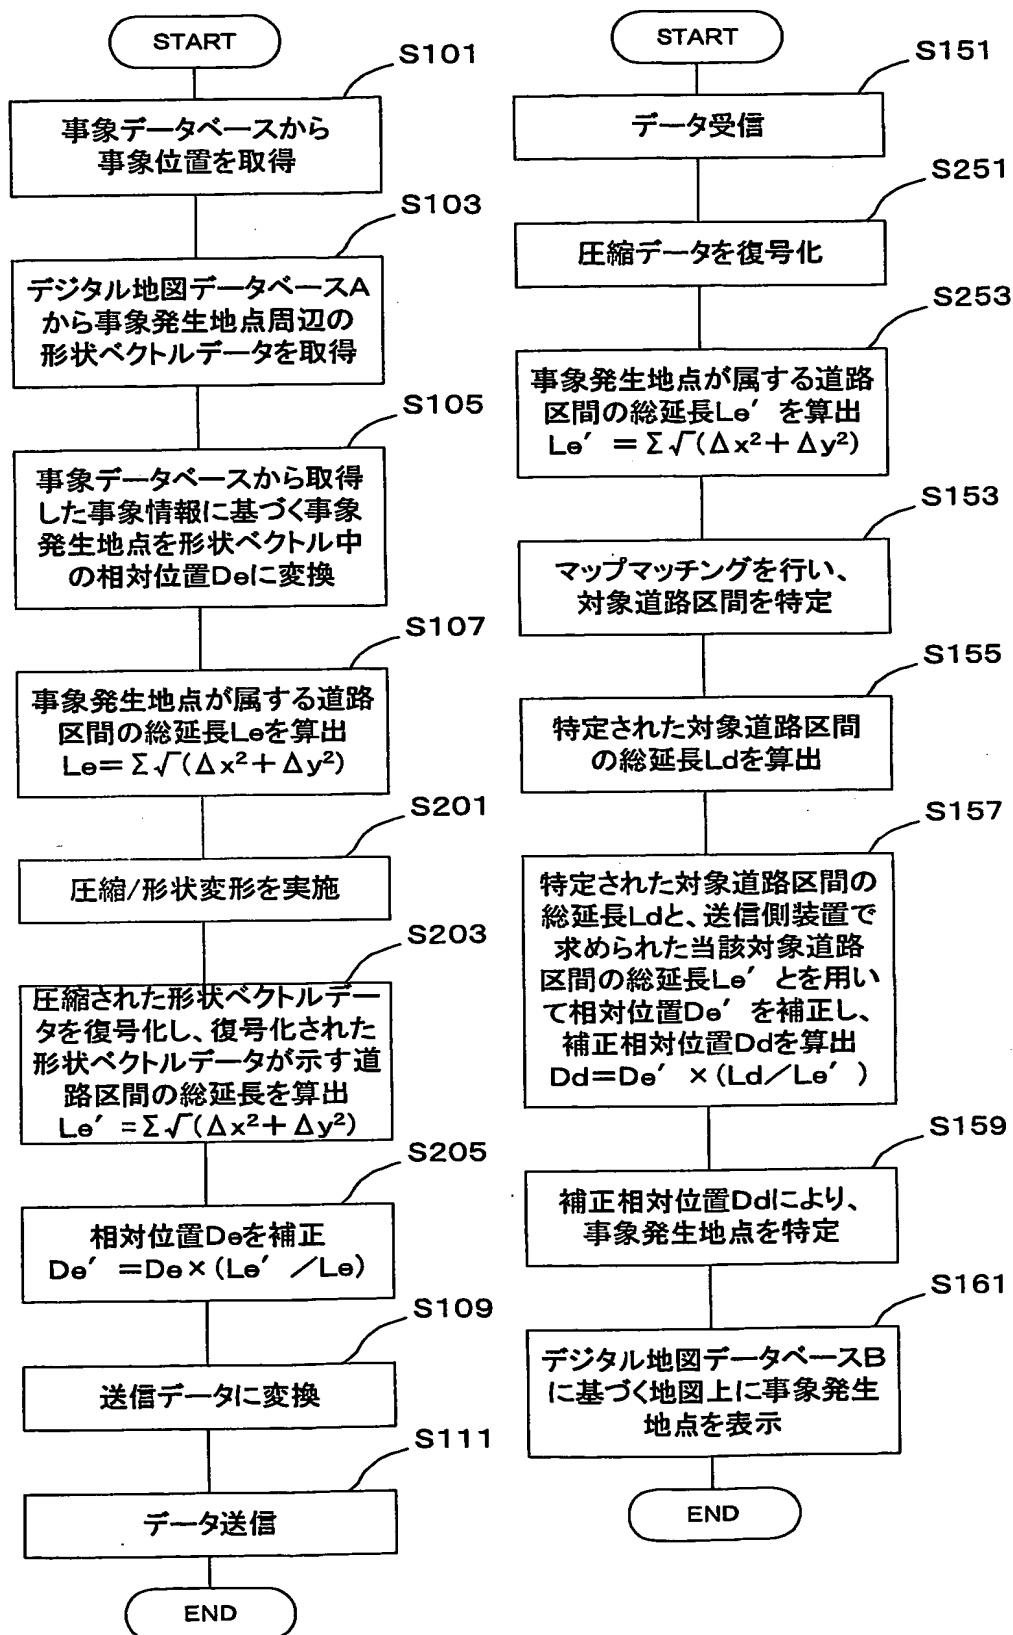 START
S101
事象データベースから
事象位置を取得
S103
デジタル地図データベースA
から事象発生地点周辺の
形状ベクトルデータを取得
S105
事象データベースから取得
した事象情報に基づく事象
発生地点を形状ベクトル中
の相対位置Deに変換
S107
事象発生地点が属する道路
区間の総延長Leを算出
Le＝Σ√(Δx²＋Δy²)
S201
圧縮/形状変形を実施
S203
圧縮された形状ベクトルデー
タを復号化し、復号化された
形状ベクトルデータが示す道
路区間の総延長を算出
Le′＝Σ√(Δx²＋Δy²)
S205
相対位置Deを補正
De′＝De×(Le′／Le)
S109
送信データに変換
S111
データ送信
END
START
S151
データ受信
S251
圧縮データを復号化
S253
事象発生地点が属する道路
区間の総延長Le′を算出
Le′＝Σ√(Δx²＋Δy²)
S153
マップマッチングを行い、
対象道路区間を特定
S155
特定された対象道路区間
の総延長Ldを算出
S157
特定された対象道路区間の
総延長Ldと、送信側装置で
求められた当該対象道路
区間の総延長Le′とを用い
て相対位置De′を補正し、
補正相対位置Ddを算出
Dd＝De′×(Ld／Le′)
S159
補正相対位置Ddにより、
事象発生地点を特定
S161
デジタル地図データベースB
に基づく地図上に事象発生
地点を表示
END